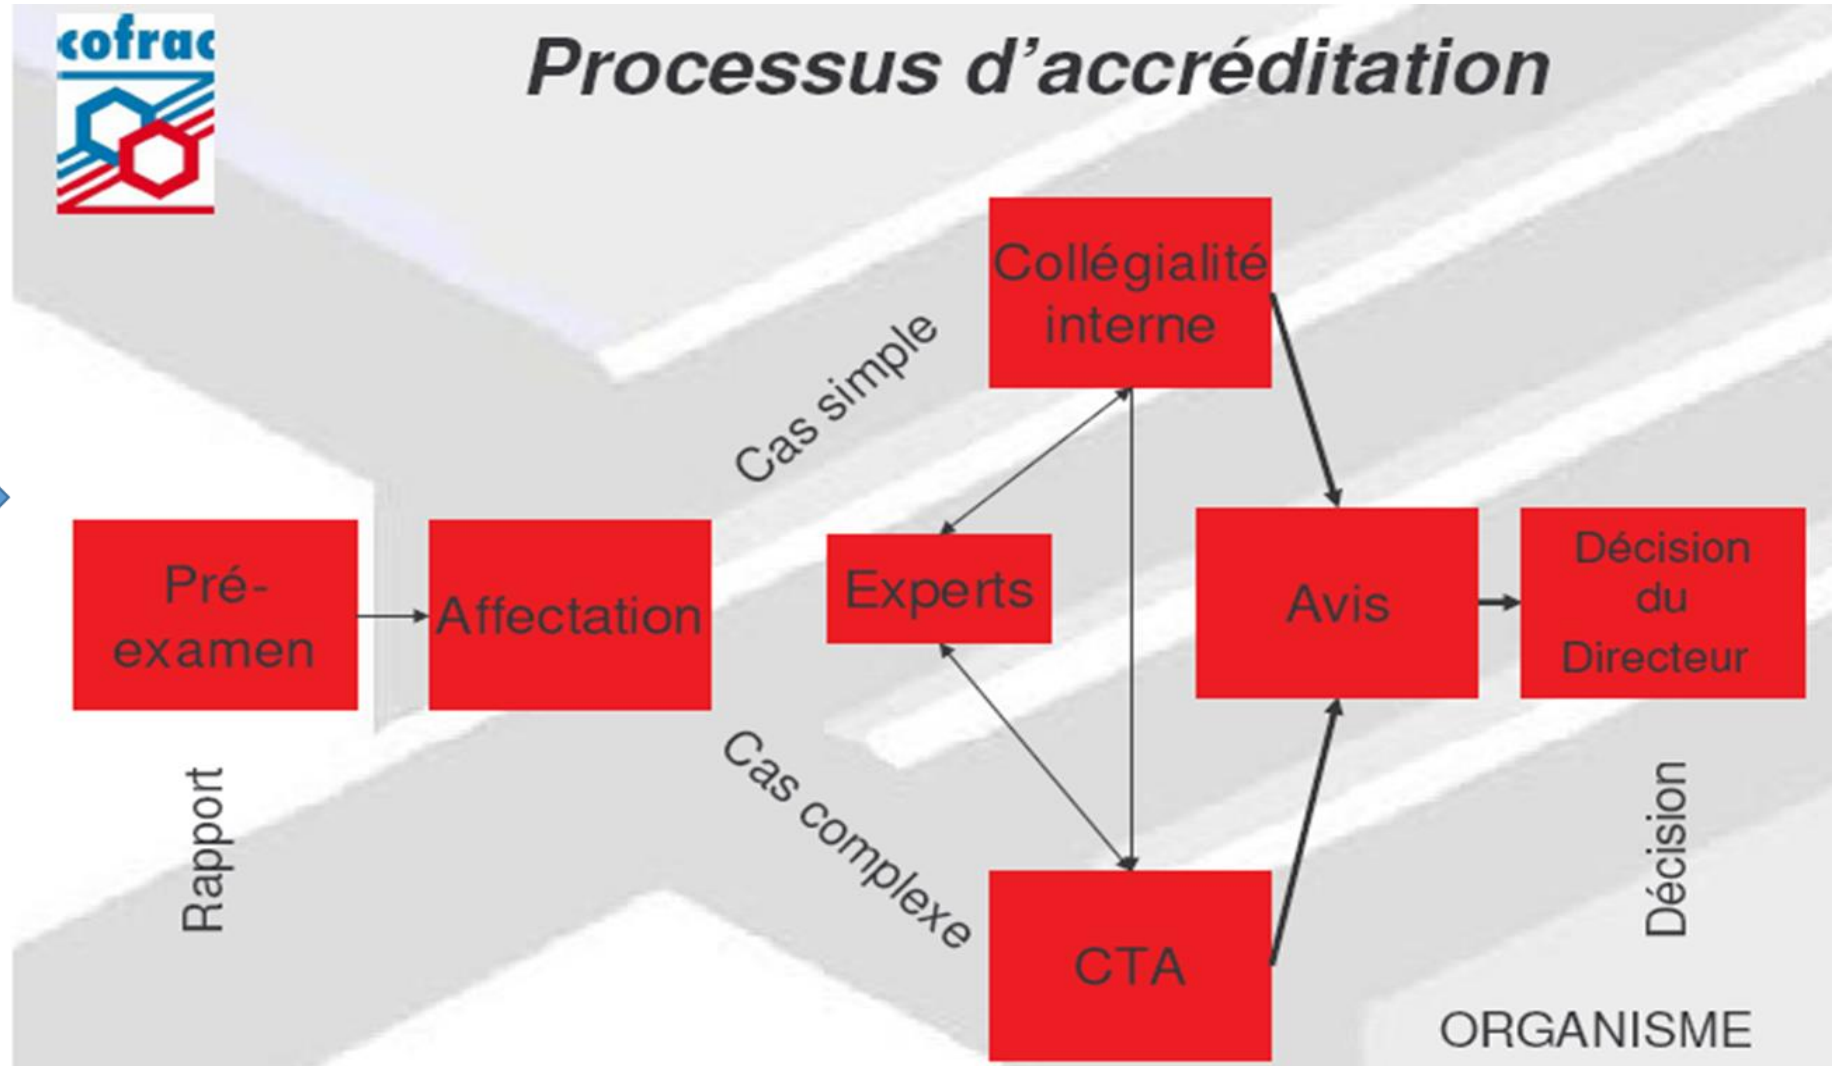 cofrac
Processus d'accréditation
Collégialité
interne
Cas simple
Pré-
examen
Affectation
Experts
Avis
Décision
du
Directeur
Rapport
Cas complexe
CTA
Décision
ORGANISME